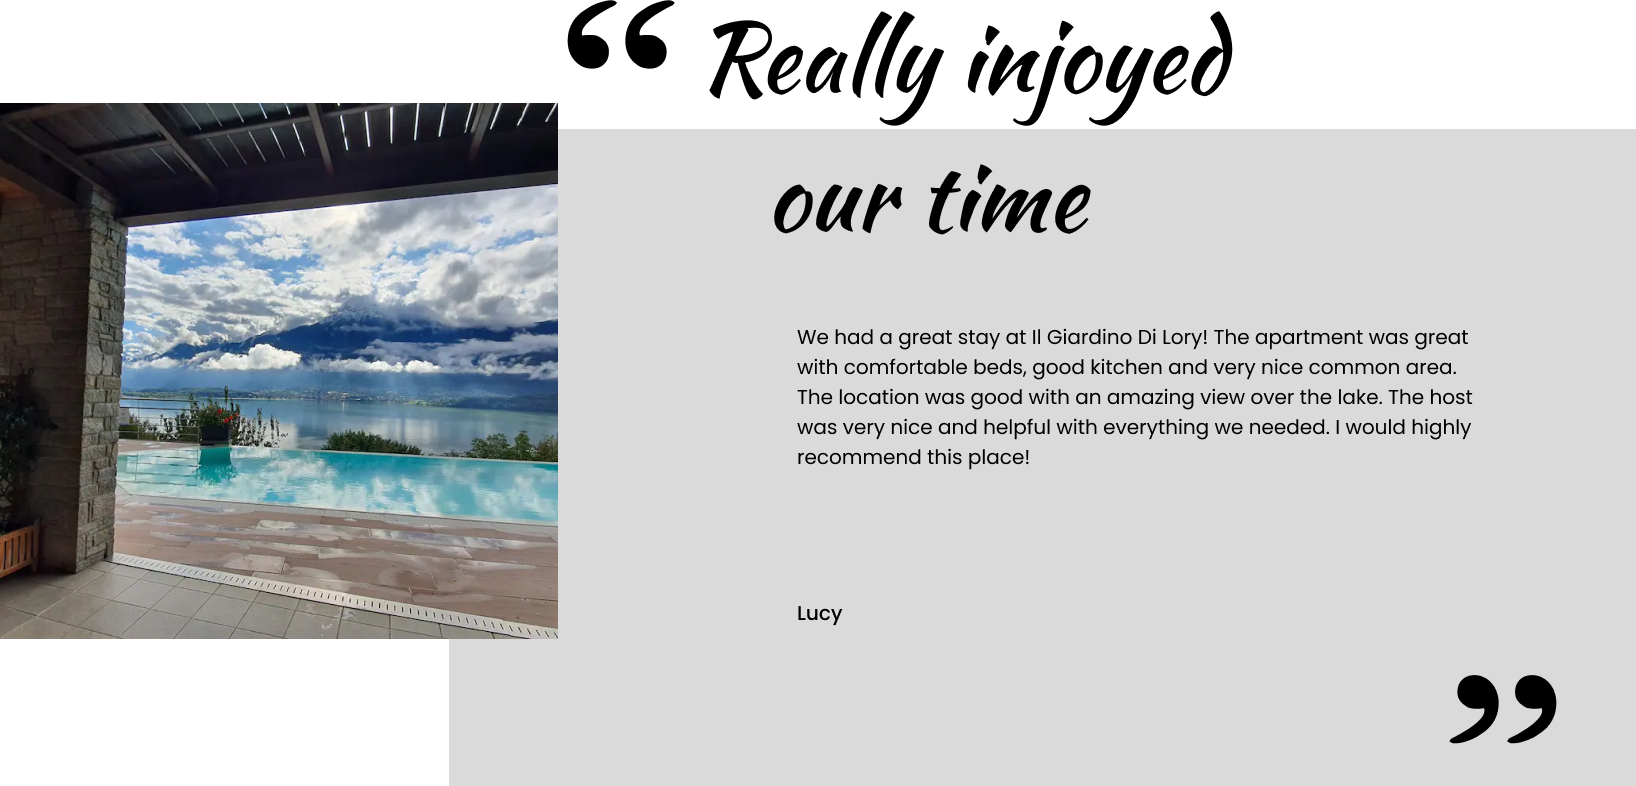 “ Really injoyed
our time
We had a great stay at Il Giardino Di Lory! The apartment was great
with comfortable beds, good kitchen and very nice common area.
The location was good with an amazing view over the lake. The host
was very nice and helpful with everything we needed. I would highly
recommend this place!
Lucy
”